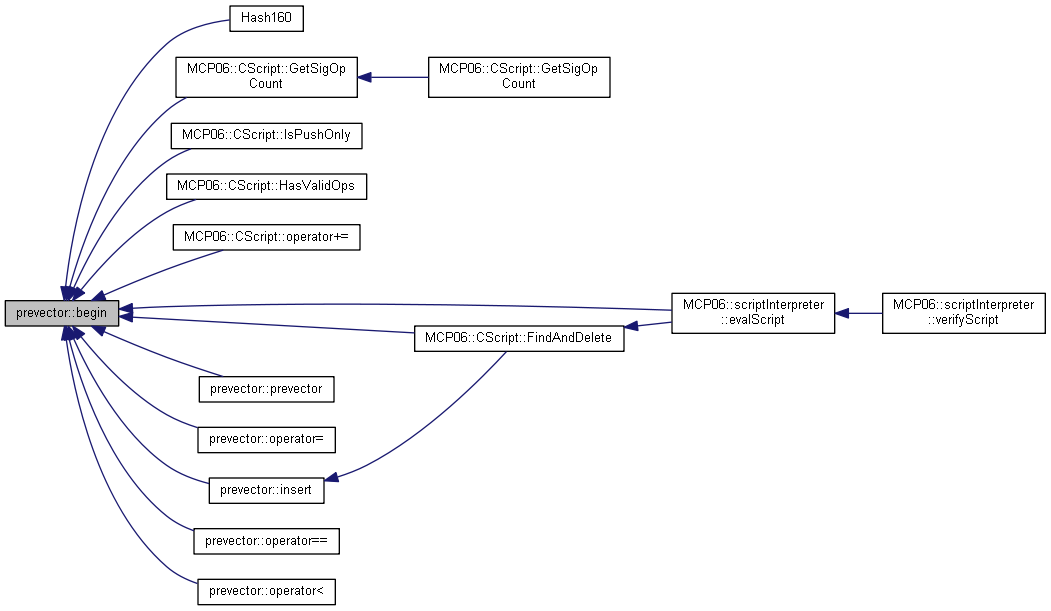 Hash160
MCP06::CScript::GetSigOp
Count
MCP06::CScript::GetSigOp
Count
MCP06::CScript::IsPushOnly
MCP06::CScript::HasValidOps
MCP06::CScript::operator+=
prevector::begin
MCP06::scriptInterpreter
::evalScript
MCP06::scriptInterpreter
::verifyScript
MCP06::CScript::FindAndDelete
prevector::prevector
prevector::operator=
prevector::insert
prevector::operator==
prevector::operator<